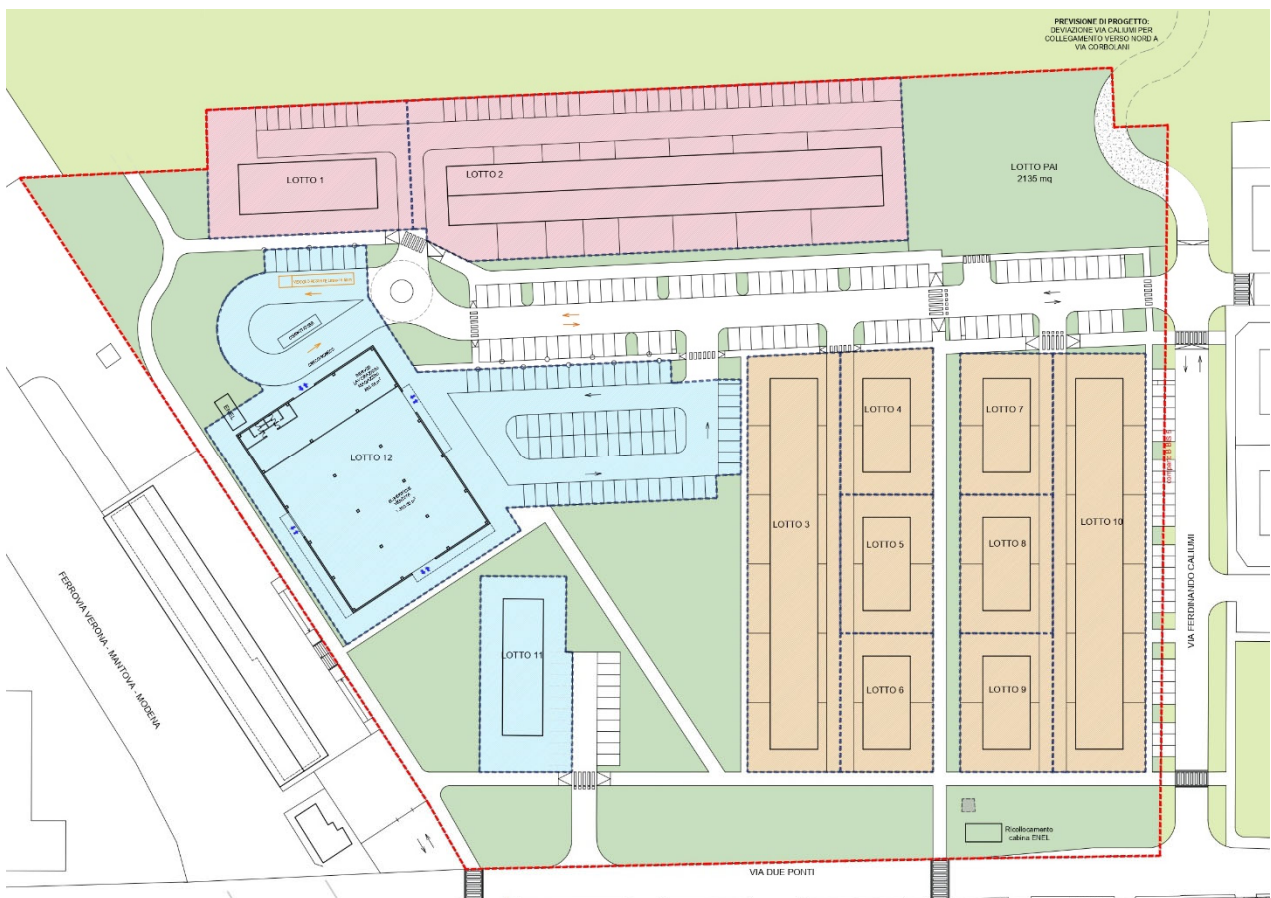 PREVISIONE DI PROGETTO:
DEVIAZIONE VIA CALIUMI PER
COLLEGAMENTO VERSO NORD A
VIA CORBOLANI
LOTTO 1
LOTTO 2
LOTTO PAI
2135 mq
ENEL
LOTTO 12
LOTTO 3
LOTTO 4
LOTTO 7
LOTTO 5
LOTTO 8
LOTTO 10
LOTTO 11
LOTTO 6
LOTTO 9
FERROVIA VERONA - MANTOVA - MODENA
VIA FERDINANDO CALIUMI
Ricollocamento
cabina ENEL
VIA DUE PONTI